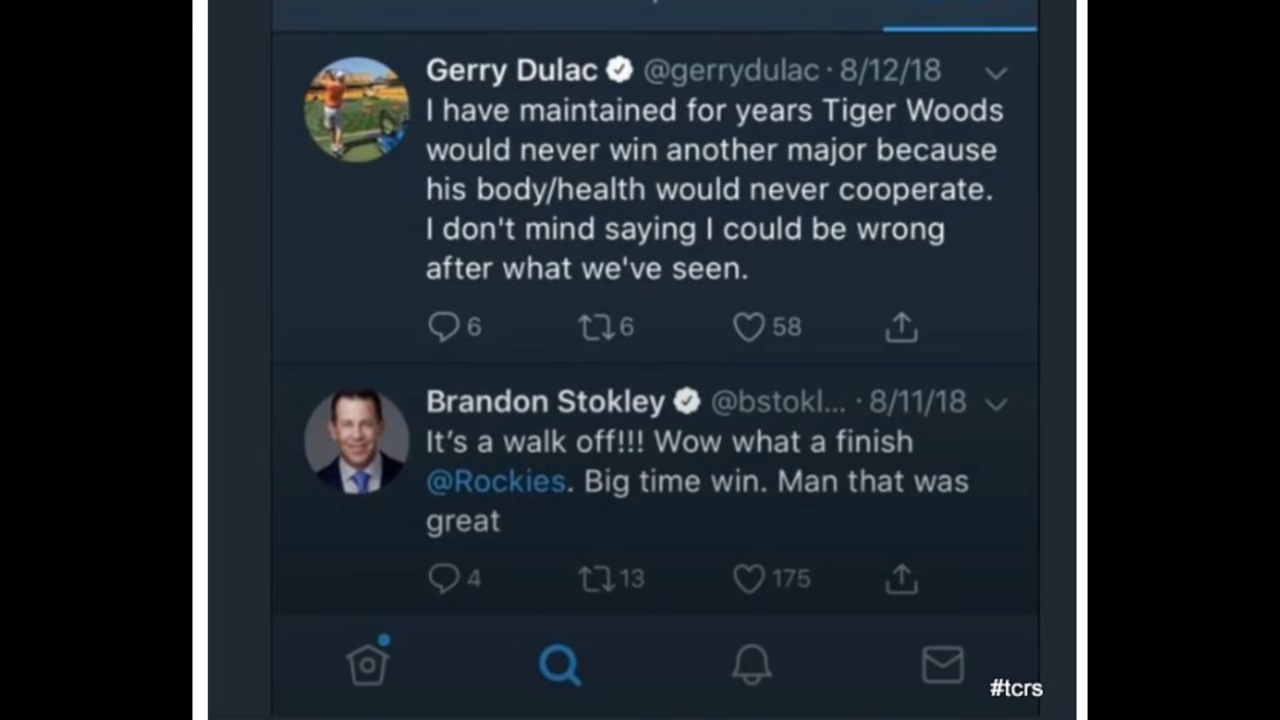 Gerry Dulac @gerrydulac · 8/12/18
I have maintained for years Tiger Woods
would never win another major because
his body/health would never cooperate.
I don't mind saying I could be wrong
after what we've seen.
6 6 58
Brandon Stokley @bstokl... · 8/11/18
It's a walk off!!! Wow what a finish
@Rockies. Big time win. Man that was
great
4 13 175
#tcrs